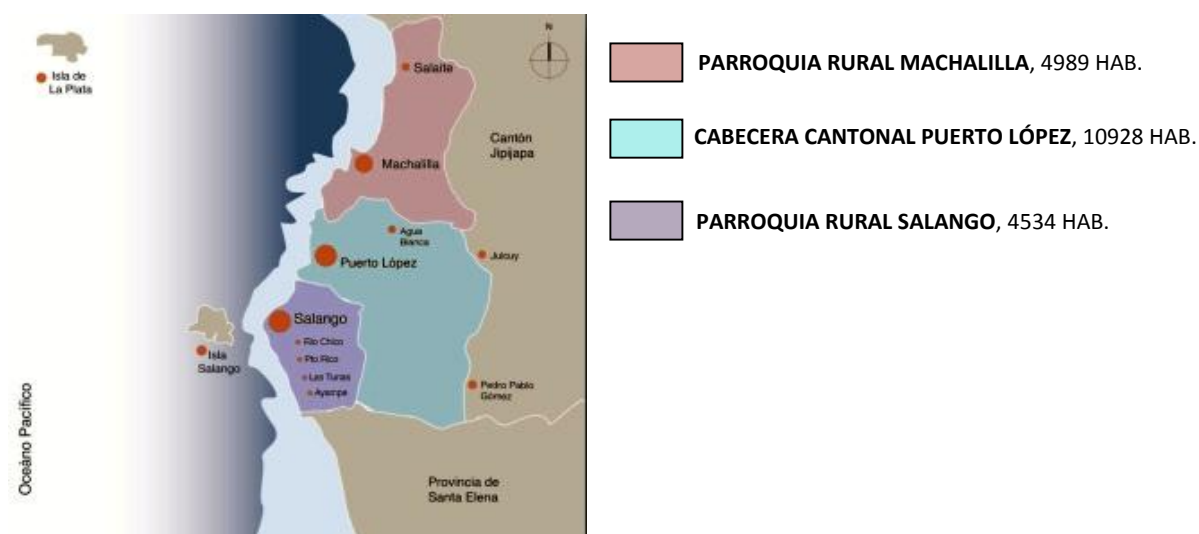 N
Isla de
La Plata
Salaite
Cantón
Jipijapa
Machalilla
Agua
Blanca
Julcuy
Puerto López
Salango
Rio Chico
Pto Rico
Las Tunas
Ayampe
Isla
Salango
Pedro Pablo
Gómez
Oceáno Pacífico
Provincia de
Santa Elena
PARROQUIA RURAL MACHALILLA, 4989 HAB.
CABECERA CANTONAL PUERTO LÓPEZ, 10928 HAB.
PARROQUIA RURAL SALANGO, 4534 HAB.